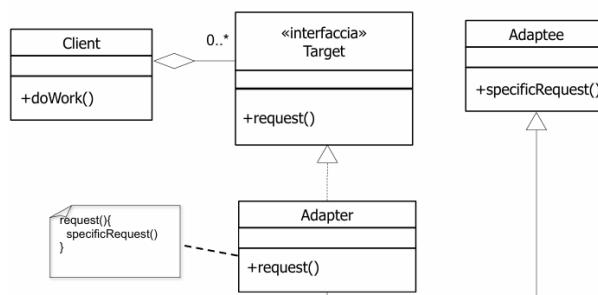 Client
+doWork()
0..*
«interfaccia»
Target
+request()
Adaptee
+specificRequest()
Adapter
+request()
request(){
specificRequest()
}